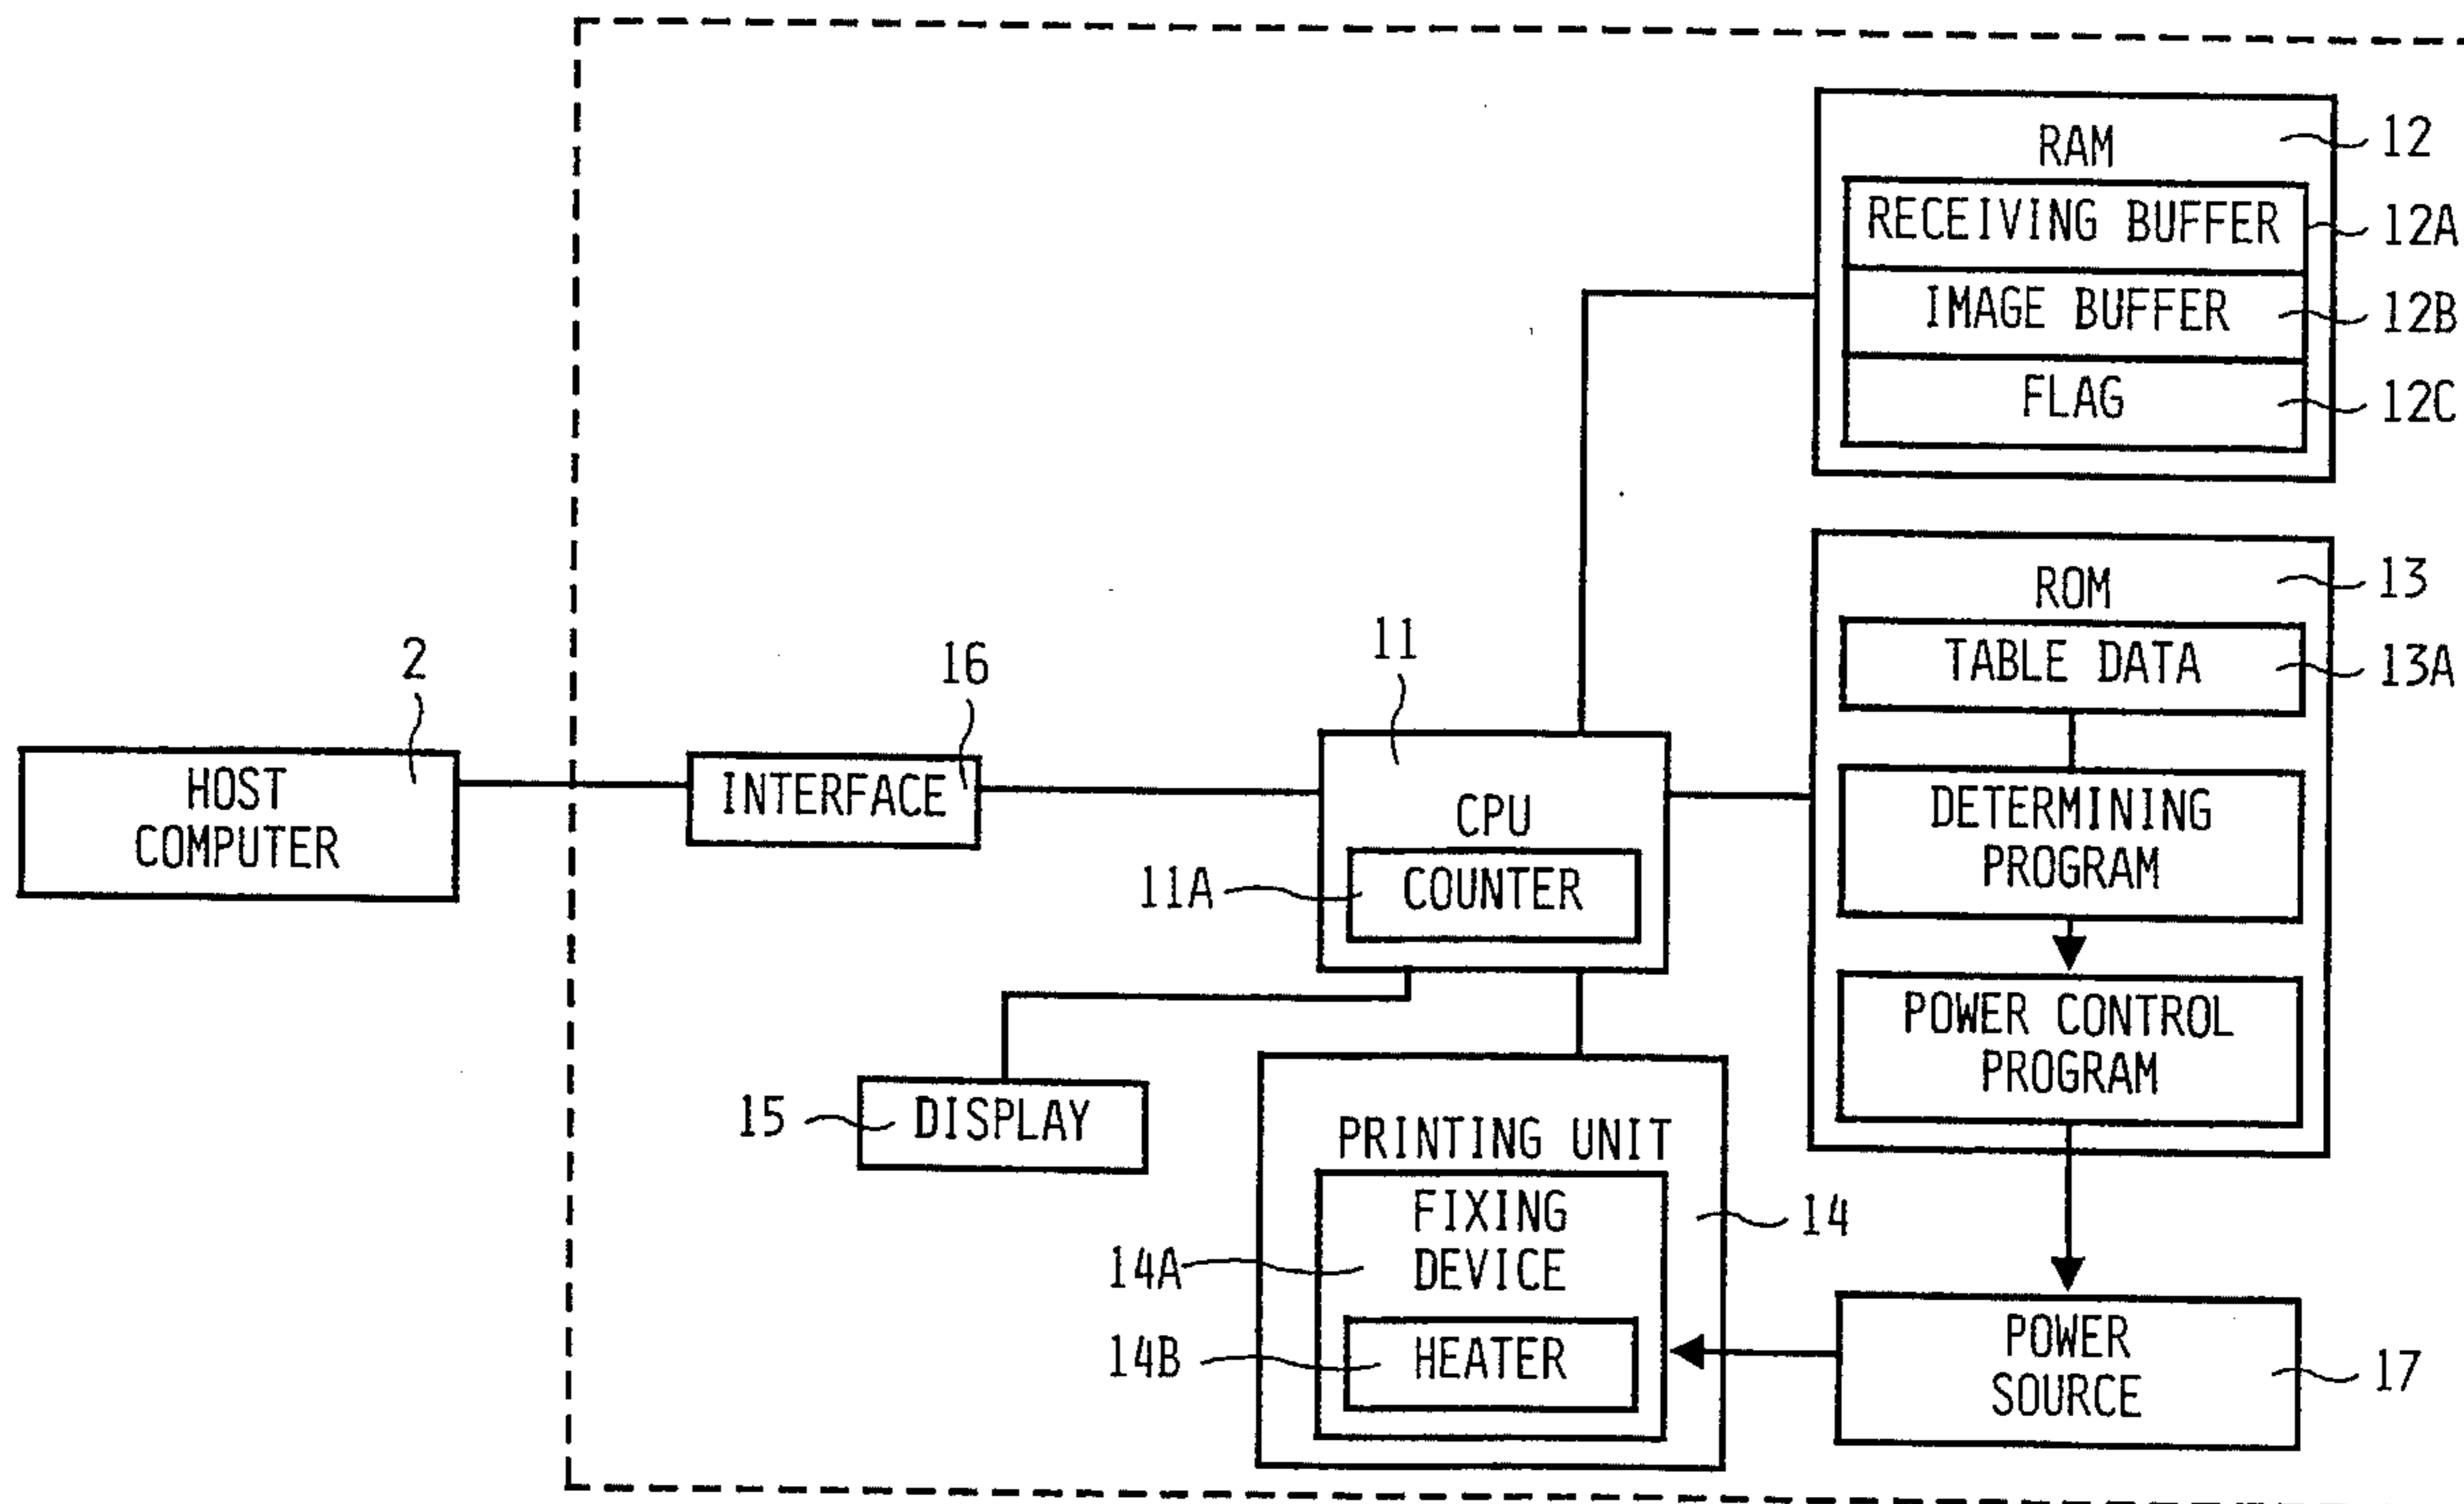 RAM
12
RECEIVING BUFFER
12A
IMAGE BUFFER
12B
FLAG
12C
ROM
13
TABLE DATA
13A
DETERMINING
PROGRAM
POWER CONTROL
PROGRAM
2
HOST
COMPUTER
16
INTERFACE
11
CPU
11A
COUNTER
15
DISPLAY
PRINTING UNIT
14
FIXING
DEVICE
14A
14B
HEATER
POWER
SOURCE
17